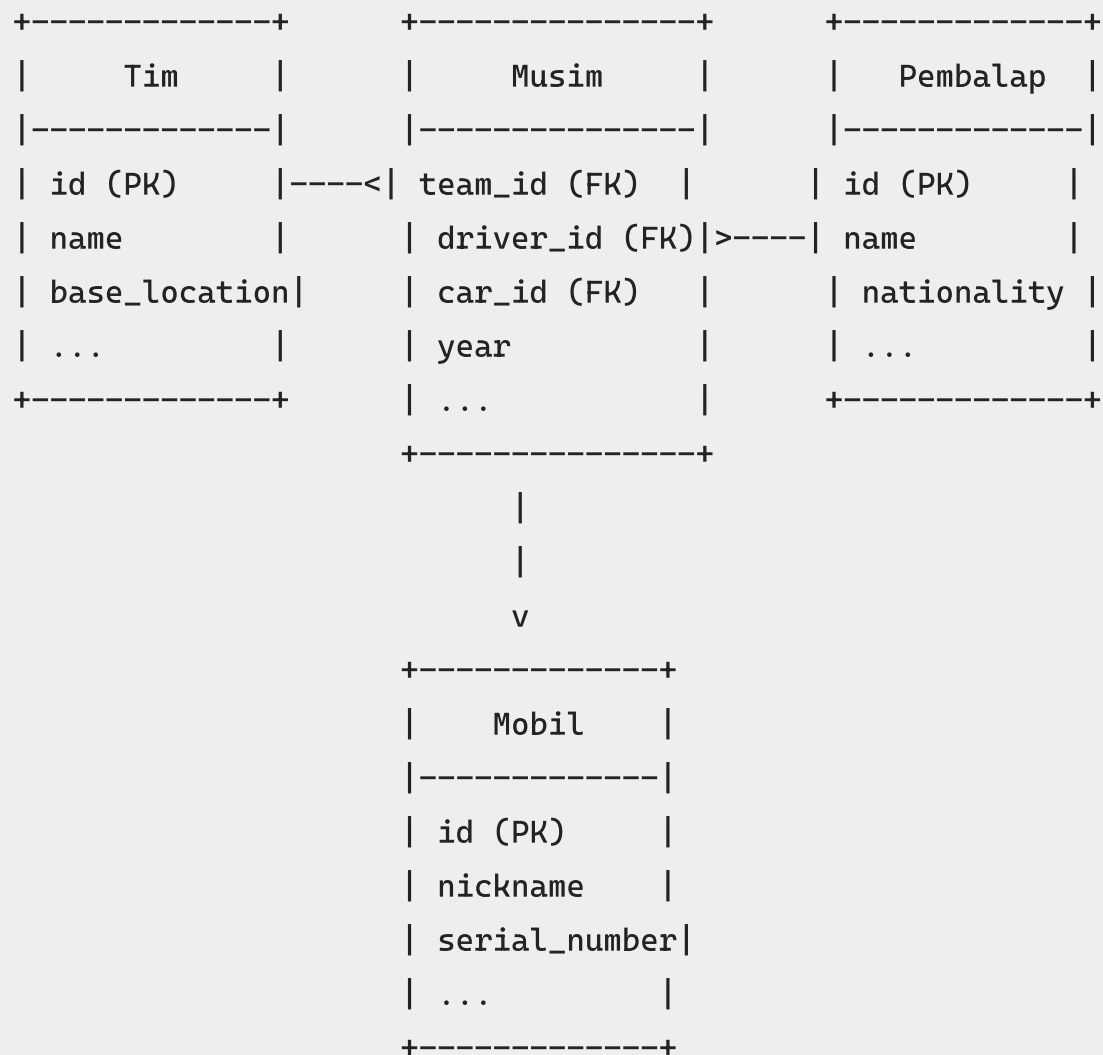 +-------------+      +---------------+      +-------------+
|     Tim     |      |     Musim     |      |   Pembalap  |
|-------------|      |---------------|      |-------------|
| id (PK)     |----<| team_id (FK)  |      | id (PK)     |
| name        |      | driver_id (FK)|>----| name        |
| base_location|     | car_id (FK)   |      | nationality |
| ...         |      | year          |      | ...         |
+-------------+      | ...           |      +-------------+
                     +---------------+
                           |
                           |
                           v
                     +-------------+
                     |    Mobil    |
                     |-------------|
                     | id (PK)     |
                     | nickname    |
                     | serial_number|
                     | ...         |
                     +-------------+